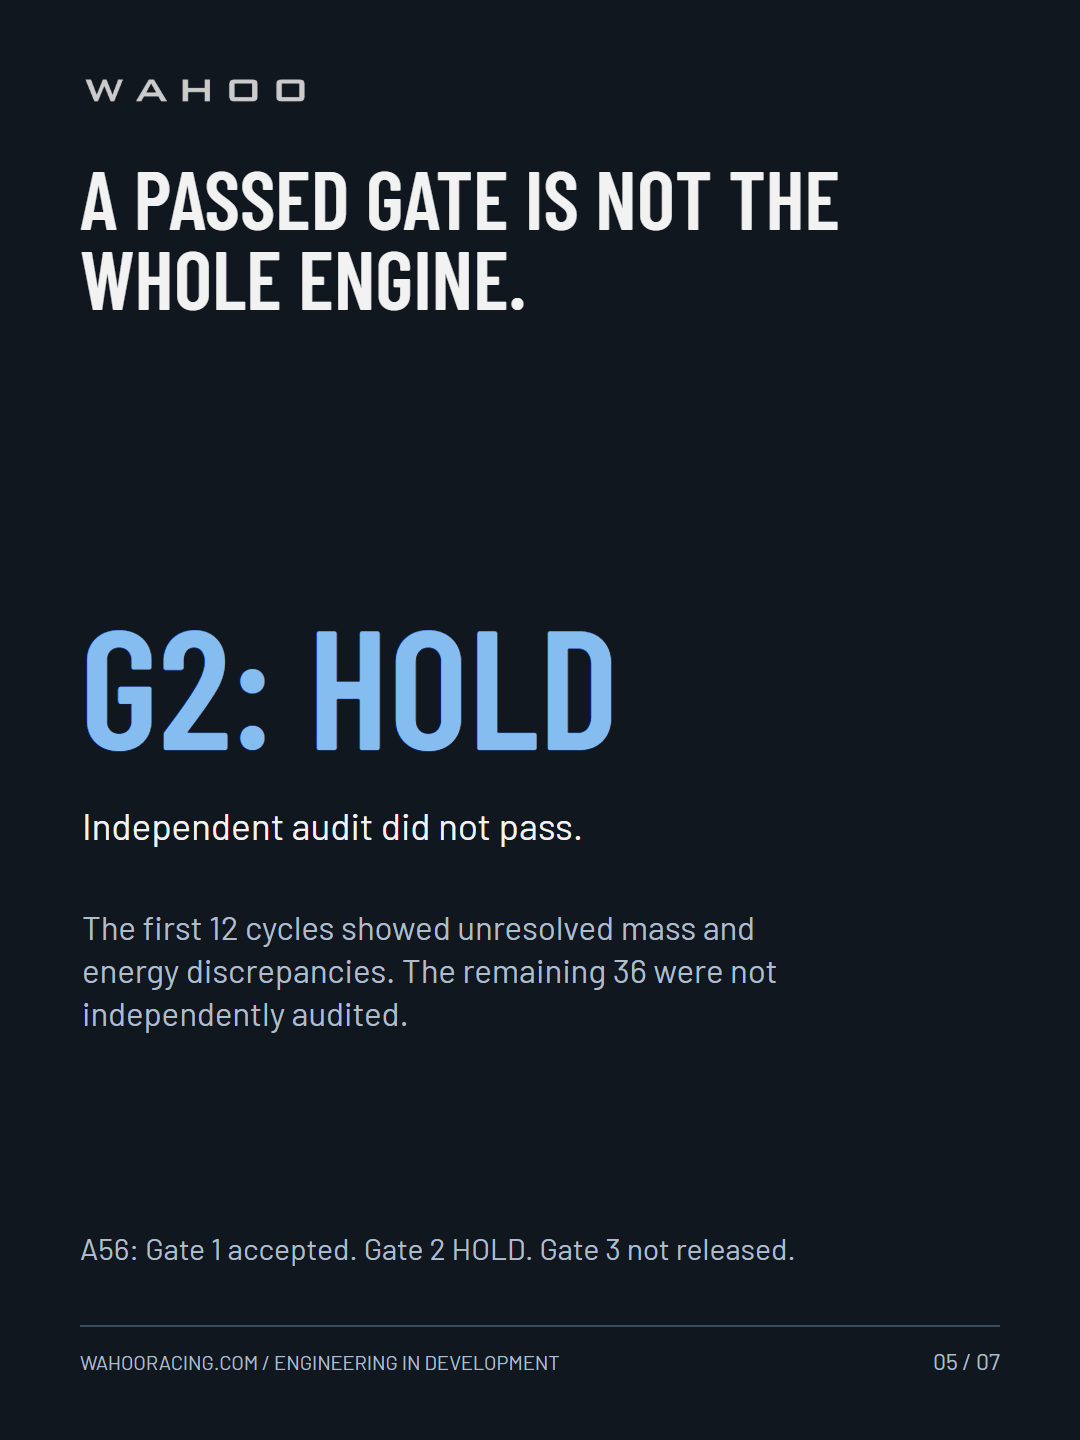 WAHOO
A PASSED GATE IS NOT THE
WHOLE ENGINE.
G2: HOLD
Independent audit did not pass.
The first 12 cycles showed unresolved mass and
energy discrepancies. The remaining 36 were not
independently audited.
A56: Gate 1 accepted. Gate 2 HOLD. Gate 3 not released.
WAHOORACING.COM / ENGINEERING IN DEVELOPMENT
05 / 07